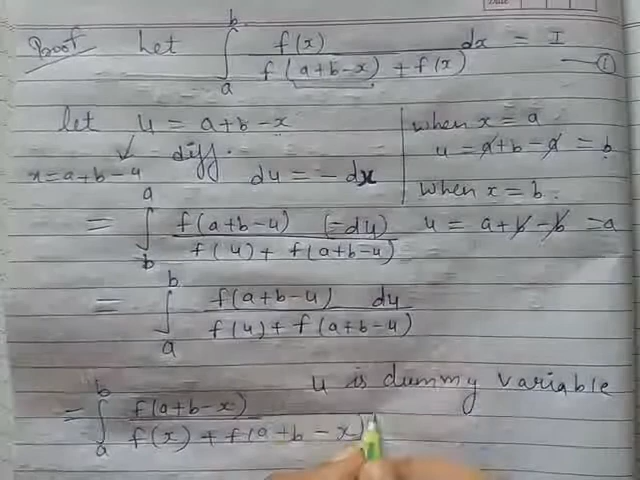 Proof Let ∫_a^b f(x) / f(a+b-x) + f(x) dx = I —①
let u = a+b-x
when x = a
diff.
u = a+b-a = b
x = a+b-u
du = -dx
when x = b.
= ∫_b^a f(a+b-u) (-du) / f(u) + f(a+b-u)
u = a+b-b = a
= ∫_a^b f(a+b-u) du / f(u) + f(a+b-u)
u is dummy variable
= ∫_a^b f(a+b-x) / f(x) + f(a+b-x)